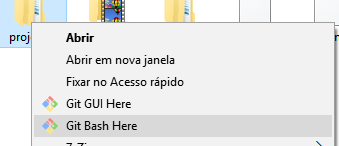 proj
Abrir
Abrir em nova janela
Fixar no Acesso rápido
Git GUI Here
Git Bash Here